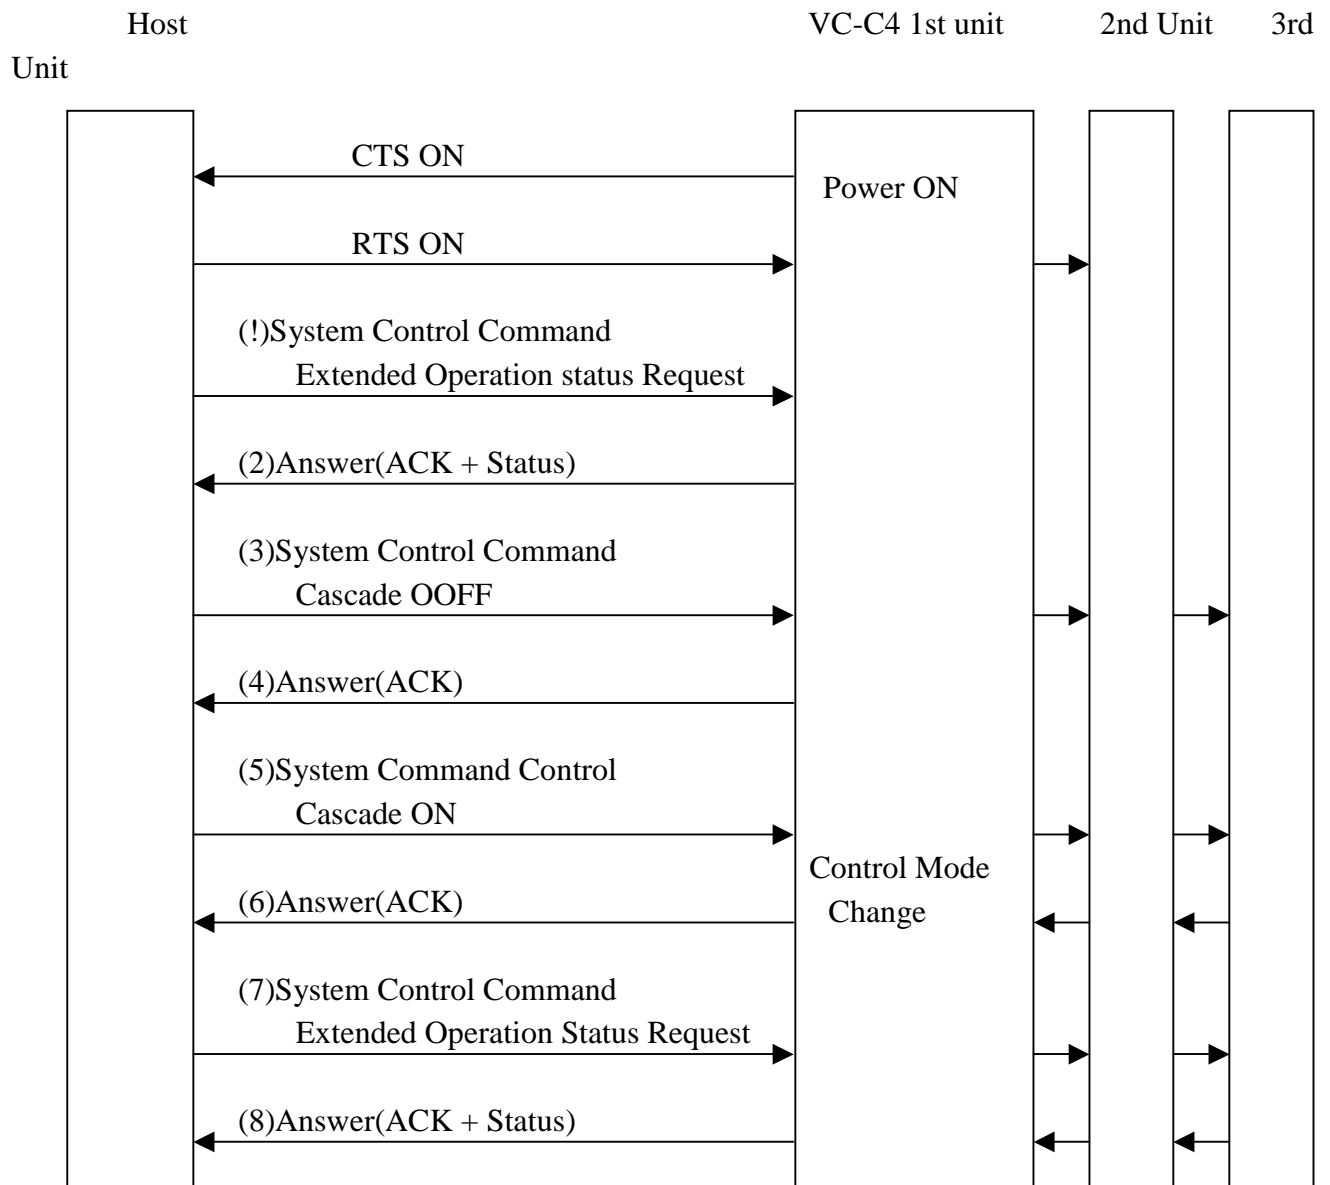 Host VC-C4 1st unit 2nd Unit 3rd
Unit
CTS ON
Power ON
RTS ON
(!)System Control Command
Extended Operation status Request
(2)Answer(ACK + Status)
(3)System Control Command
Cascade OOFF
(4)Answer(ACK)
(5)System Command Control
Cascade ON
Control Mode
Change
(6)Answer(ACK)
(7)System Control Command
Extended Operation Status Request
(8)Answer(ACK + Status)